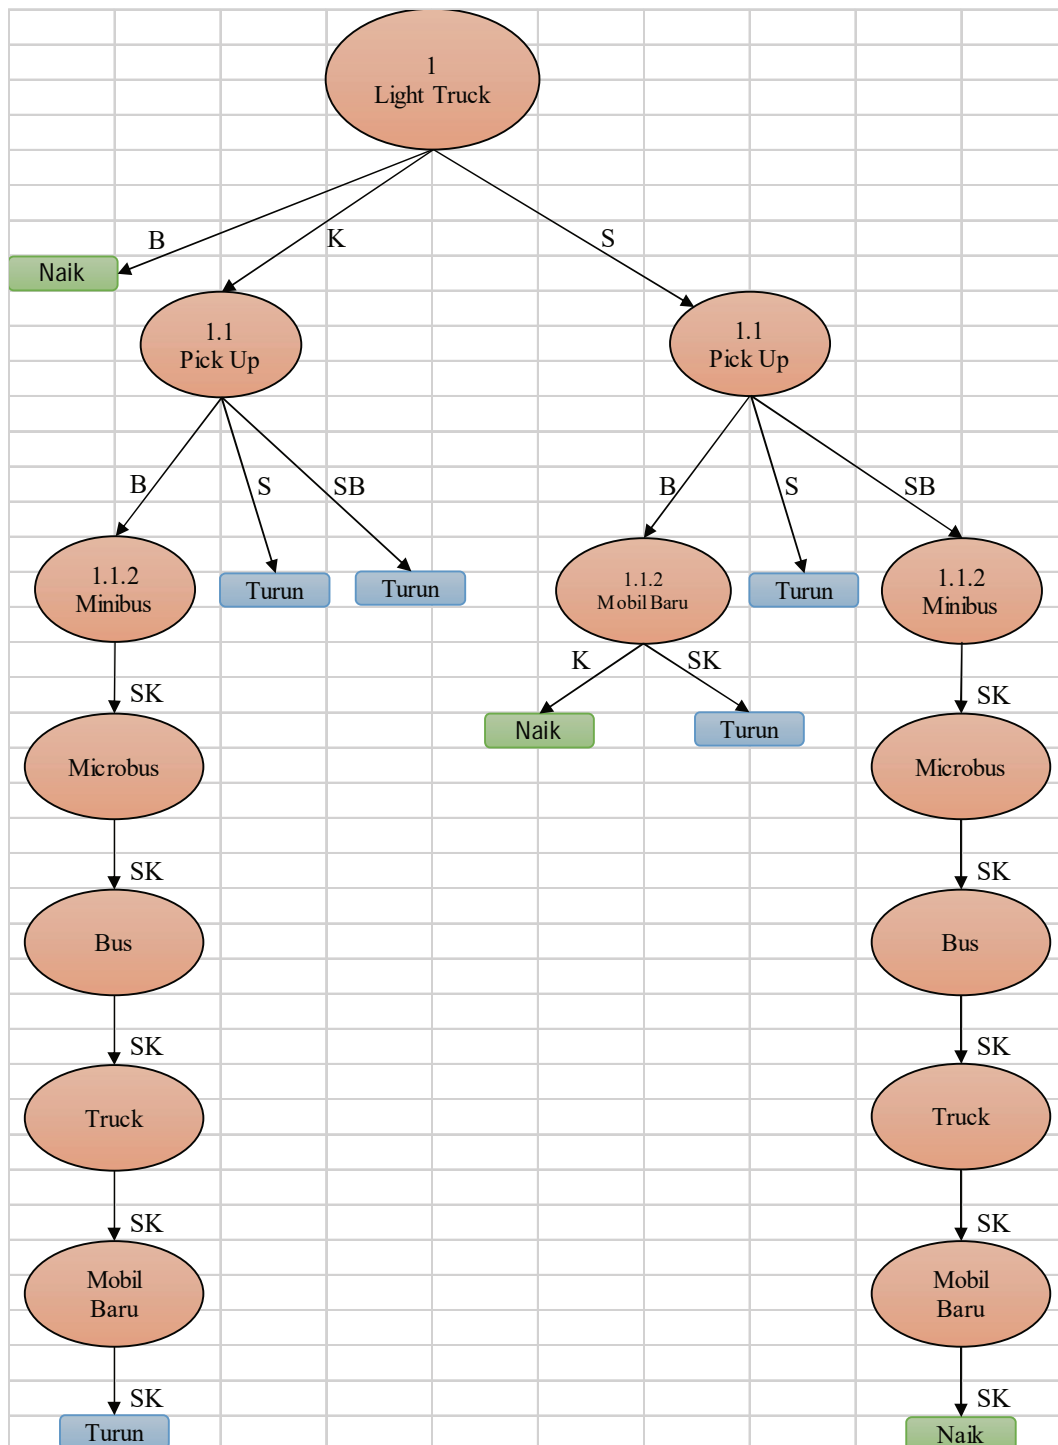 1
Light Truck
B
K
S
Naik
1.1
Pick Up
1.1
Pick Up
B
S
SB
B
S
SB
1.1.2
Minibus
Turun
Turun
1.1.2
Mobil Baru
Turun
1.1.2
Minibus
K
SK
SK
SK
Naik
Turun
Microbus
Microbus
SK
SK
Bus
Bus
SK
SK
Truck
Truck
SK
SK
Mobil
Baru
Mobil
Baru
SK
SK
Turun
Naik